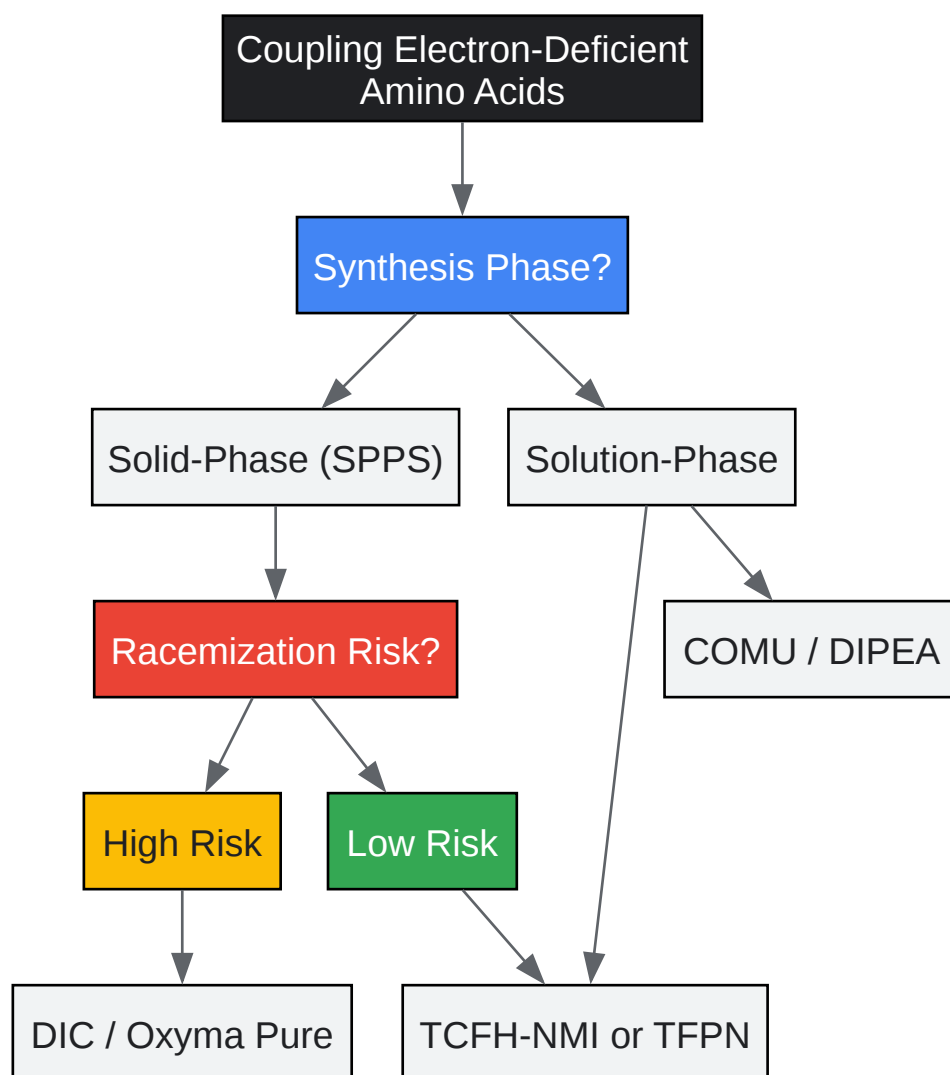 Coupling Electron-Deficient
Amino Acids
Synthesis Phase?
Solid-Phase (SPPS)
Solution-Phase
Racemization Risk?
COMU / DIPEA
High Risk
Low Risk
DIC / Oxyma Pure
TCFH-NMI or TFPN